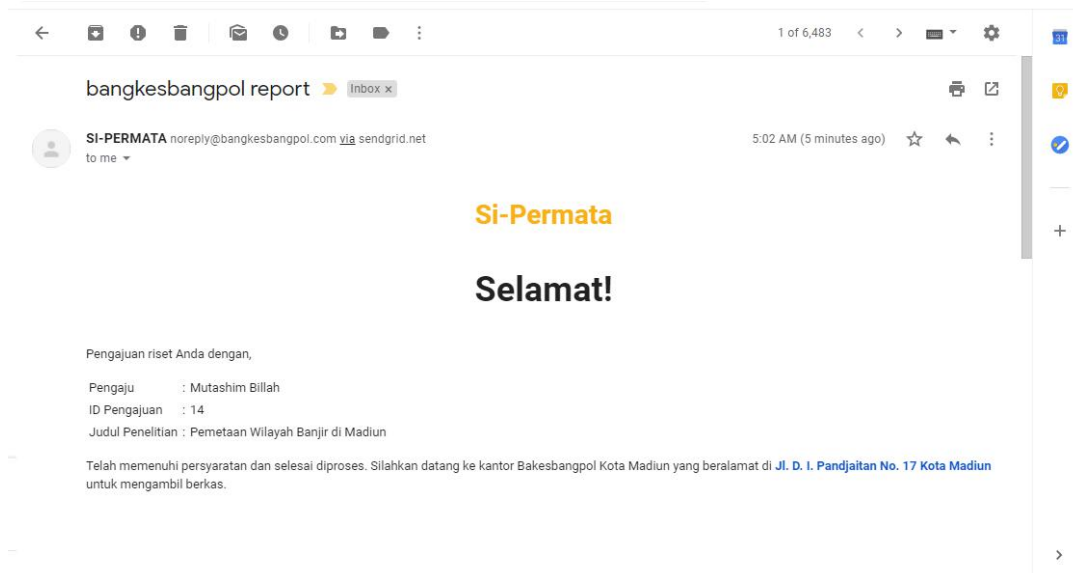 1 of 6,483
31
bangkesbangpol report Inbox x
SI-PERMATA noreply@bangkesbangpol.com via sendgrid.net 5:02 AM (5 minutes ago)
to me
Si-Permata
Selamat!
Pengajuan riset Anda dengan,
Pengaju : Mutashim Billah
ID Pengajuan : 14
Judul Penelitian : Pemetaan Wilayah Banjir di Madiun
Telah memenuhi persyaratan dan selesai diproses. Silahkan datang ke kantor Bakesbangpol Kota Madiun yang beralamat di Jl. D. I. Pandjaitan No. 17 Kota Madiun
untuk mengambil berkas.